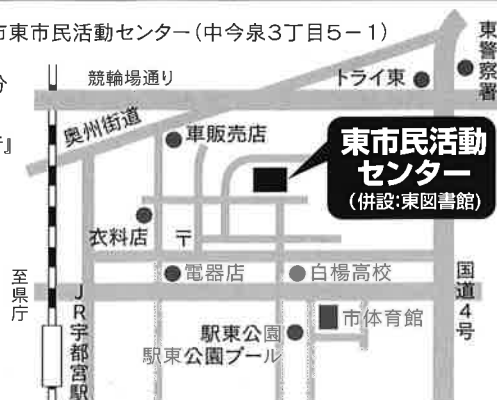 市東市民活動センター（中今泉3丁目5－1）
分
競輪場通り
トライ東
東警察署
奥州街道
車販売店
東市民活動
センター
（併設：東図書館）
衣料店
〒
至県庁
電器店
白楊高校
国道4号
JR宇都宮駅
市体育館
駅東公園
駅東公園プール